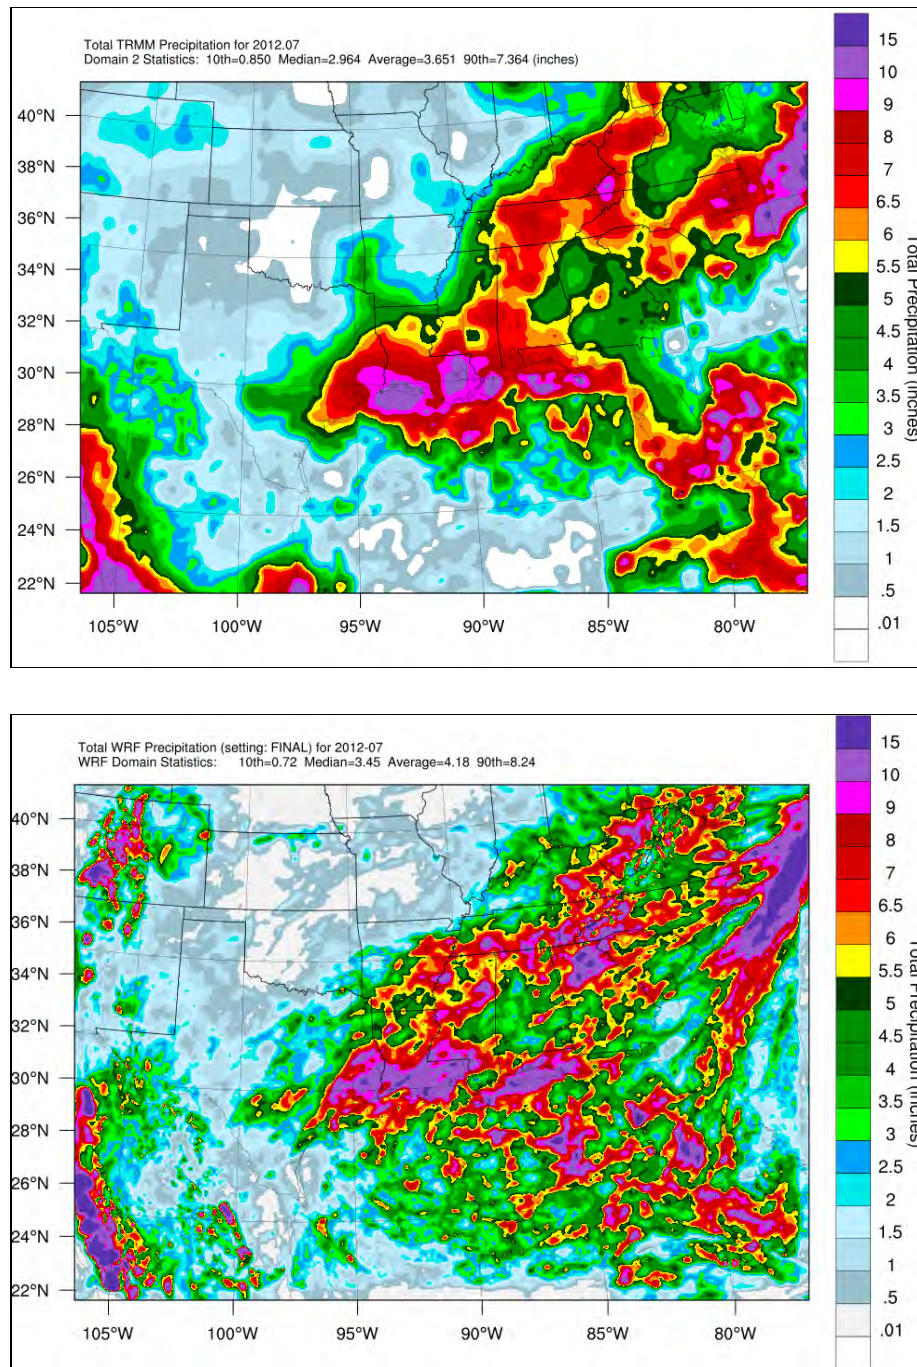 Total TRMM Precipitation for 2012.07
Domain 2 Statistics: 10th=0.850 Median=2.964 Average=3.651 90th=7.364 (inches)
40°N
38°N
36°N
34°N
32°N
30°N
28°N
26°N
24°N
22°N
105°W 100°W 95°W 90°W 85°W 80°W
15
10
9
8
7
6.5
6
5.5
5
4.5
4
3.5
3
2.5
2
1.5
1
.5
.01
Total Precipitation (inches)
Total WRF Precipitation (setting: FINAL) for 2012-07
WRF Domain Statistics: 10th=0.72 Median=3.45 Average=4.18 90th=8.24
40°N
38°N
36°N
34°N
32°N
30°N
28°N
26°N
24°N
22°N
105°W 100°W 95°W 90°W 85°W 80°W
15
10
9
8
7
6.5
6
5.5
5
4.5
4
3.5
3
2.5
2
1.5
1
.5
.01
Total Precipitation (inches)